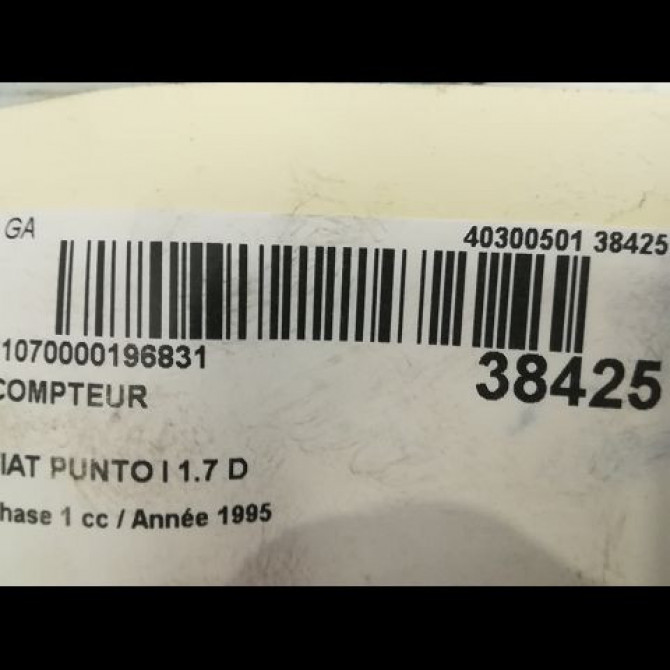 GA
40300501 38425
1070000196831
38425
COMPTEUR
IAT PUNTO I 1.7 D
hase 1 cc / Année 1995